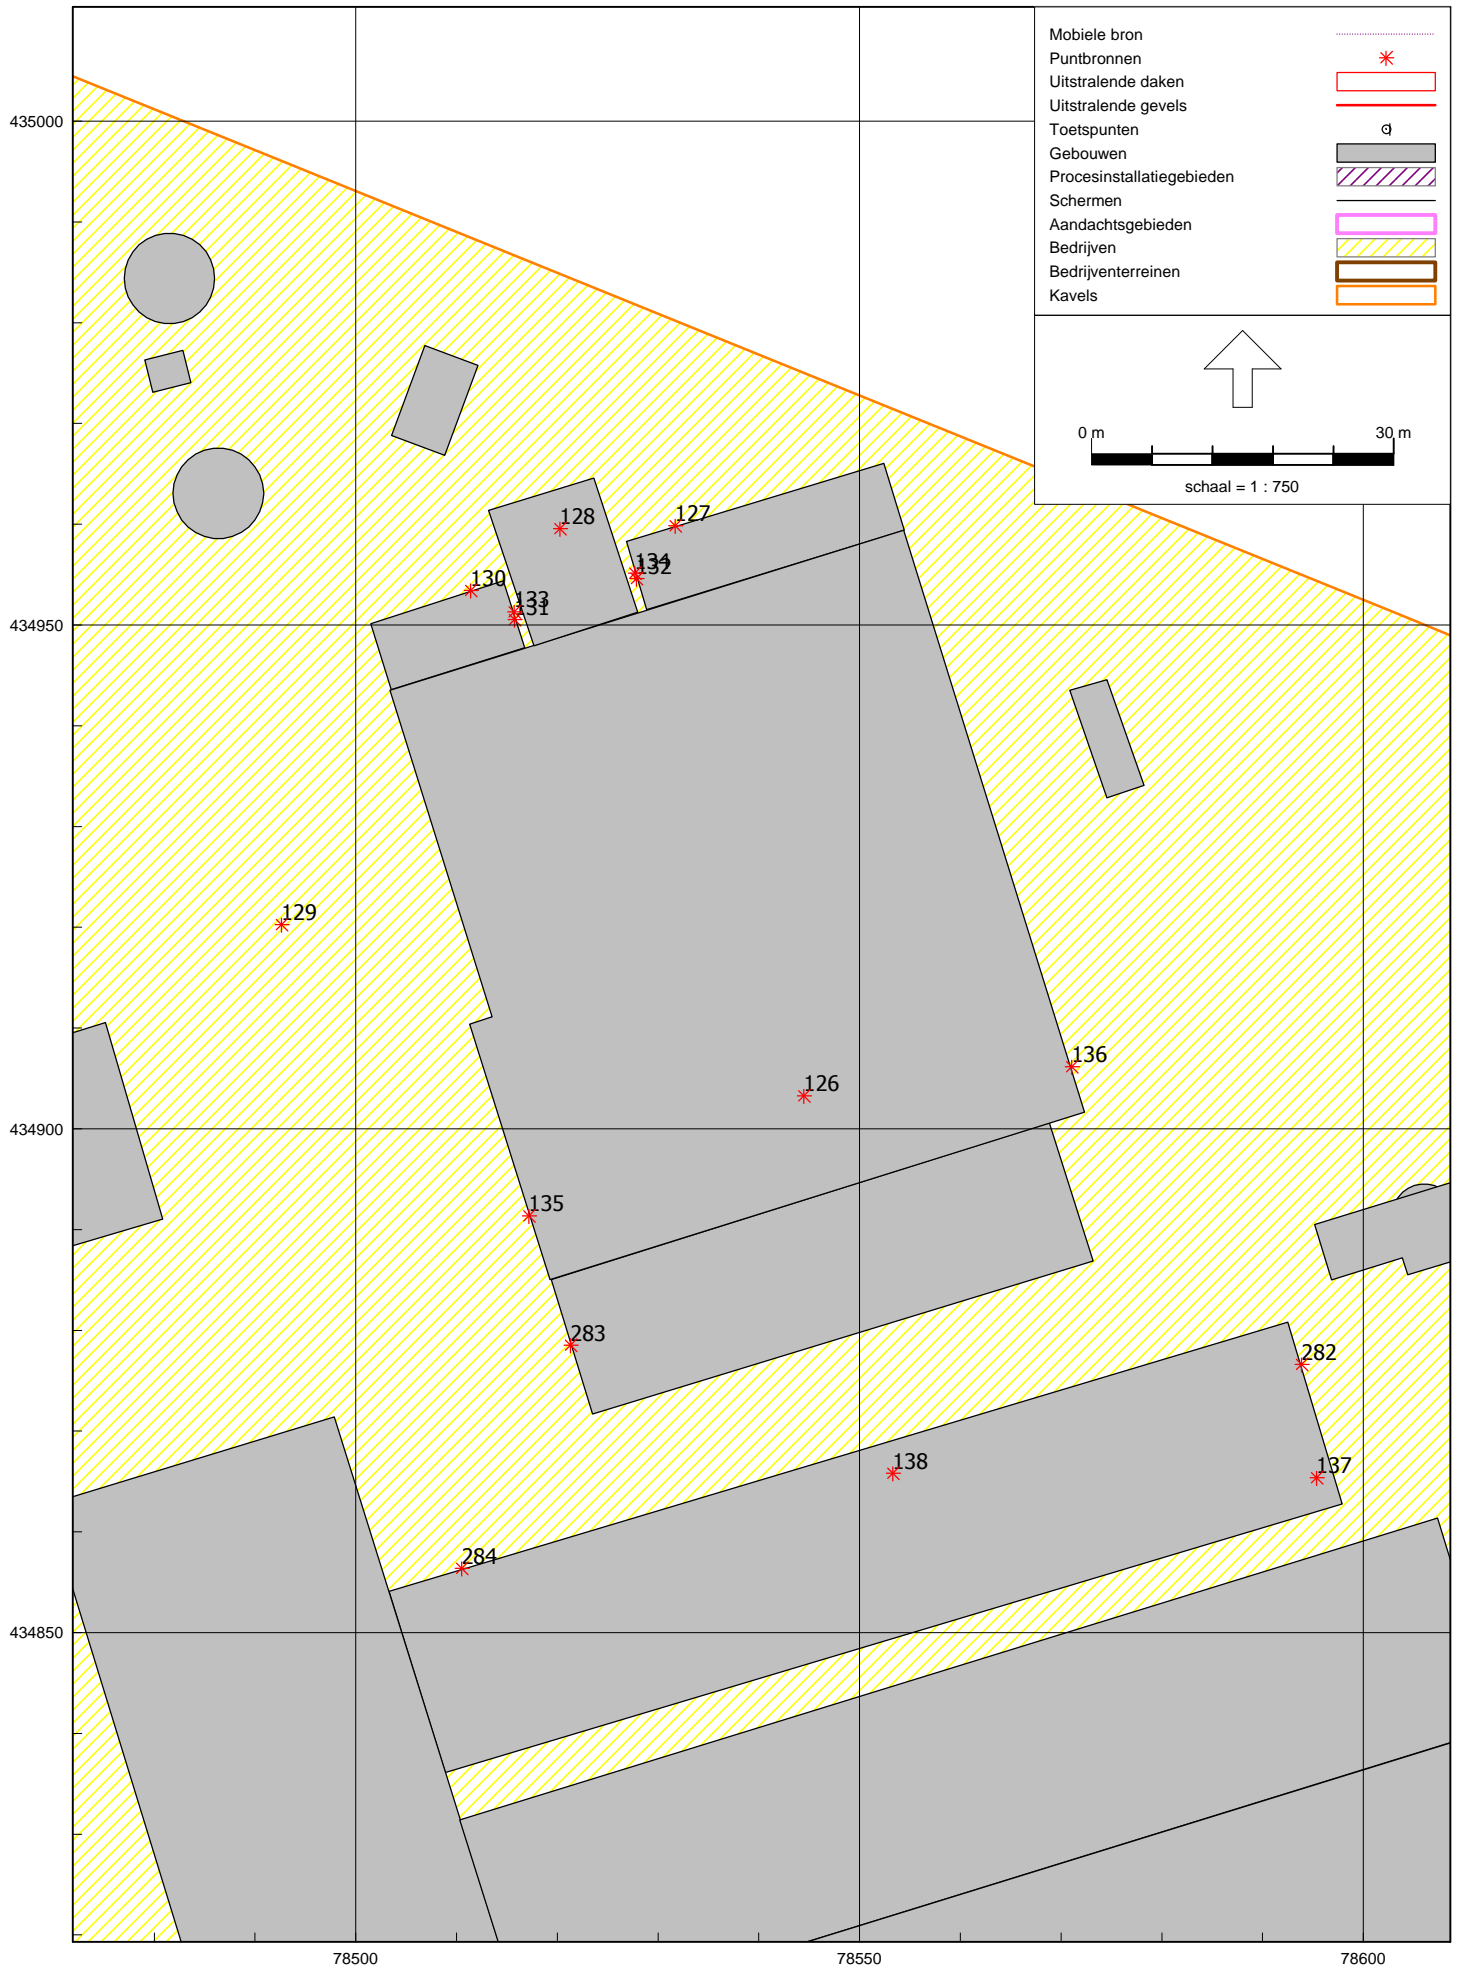 Mobiele bron
Puntbronnen
Uitstralende daken
Uitstralende gevels
Toetspunten
Gebouwen
Procesinstallatiegebieden
Schermen
Aandachtsgebieden
Bedrijven
Bedrijventerreinen
Kavels
0 m 30 m
schaal = 1 : 750
435000
128
127
134
132
130
133
131
434950
129
136
126
434900
135
283
282
138
137
284
434850
78500 78550 78600